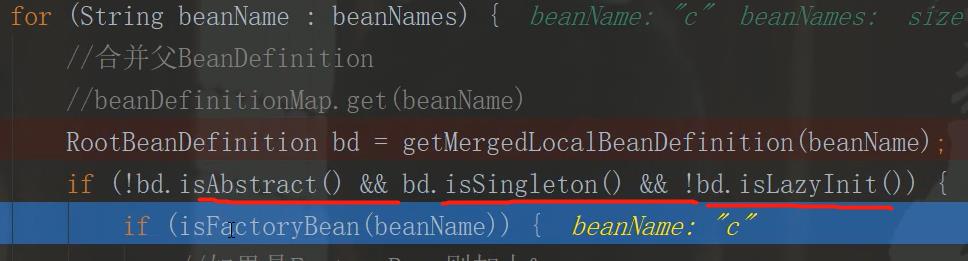 for (String beanName : beanNames) { beanName: "c" beanNames: size
//合并父BeanDefinition
//beanDefinitionMap.get(beanName)
RootBeanDefinition bd = getMergedLocalBeanDefinition(beanName);
if (!bd.isAbstract() && bd.isSingleton() && !bd.isLazyInit()) {
if (isFactoryBean(beanName)) { beanName: "c"